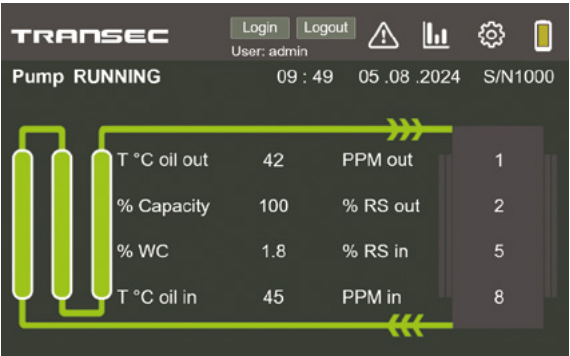 TRANSEC Login Logout
User: admin
Pump RUNNING 09 : 49 05 .08 .2024 S/N1000
T °C oil out 42 PPM out 1
% Capacity 100 % RS out 2
% WC 1.8 % RS in 5
T °C oil in 45 PPM in 8